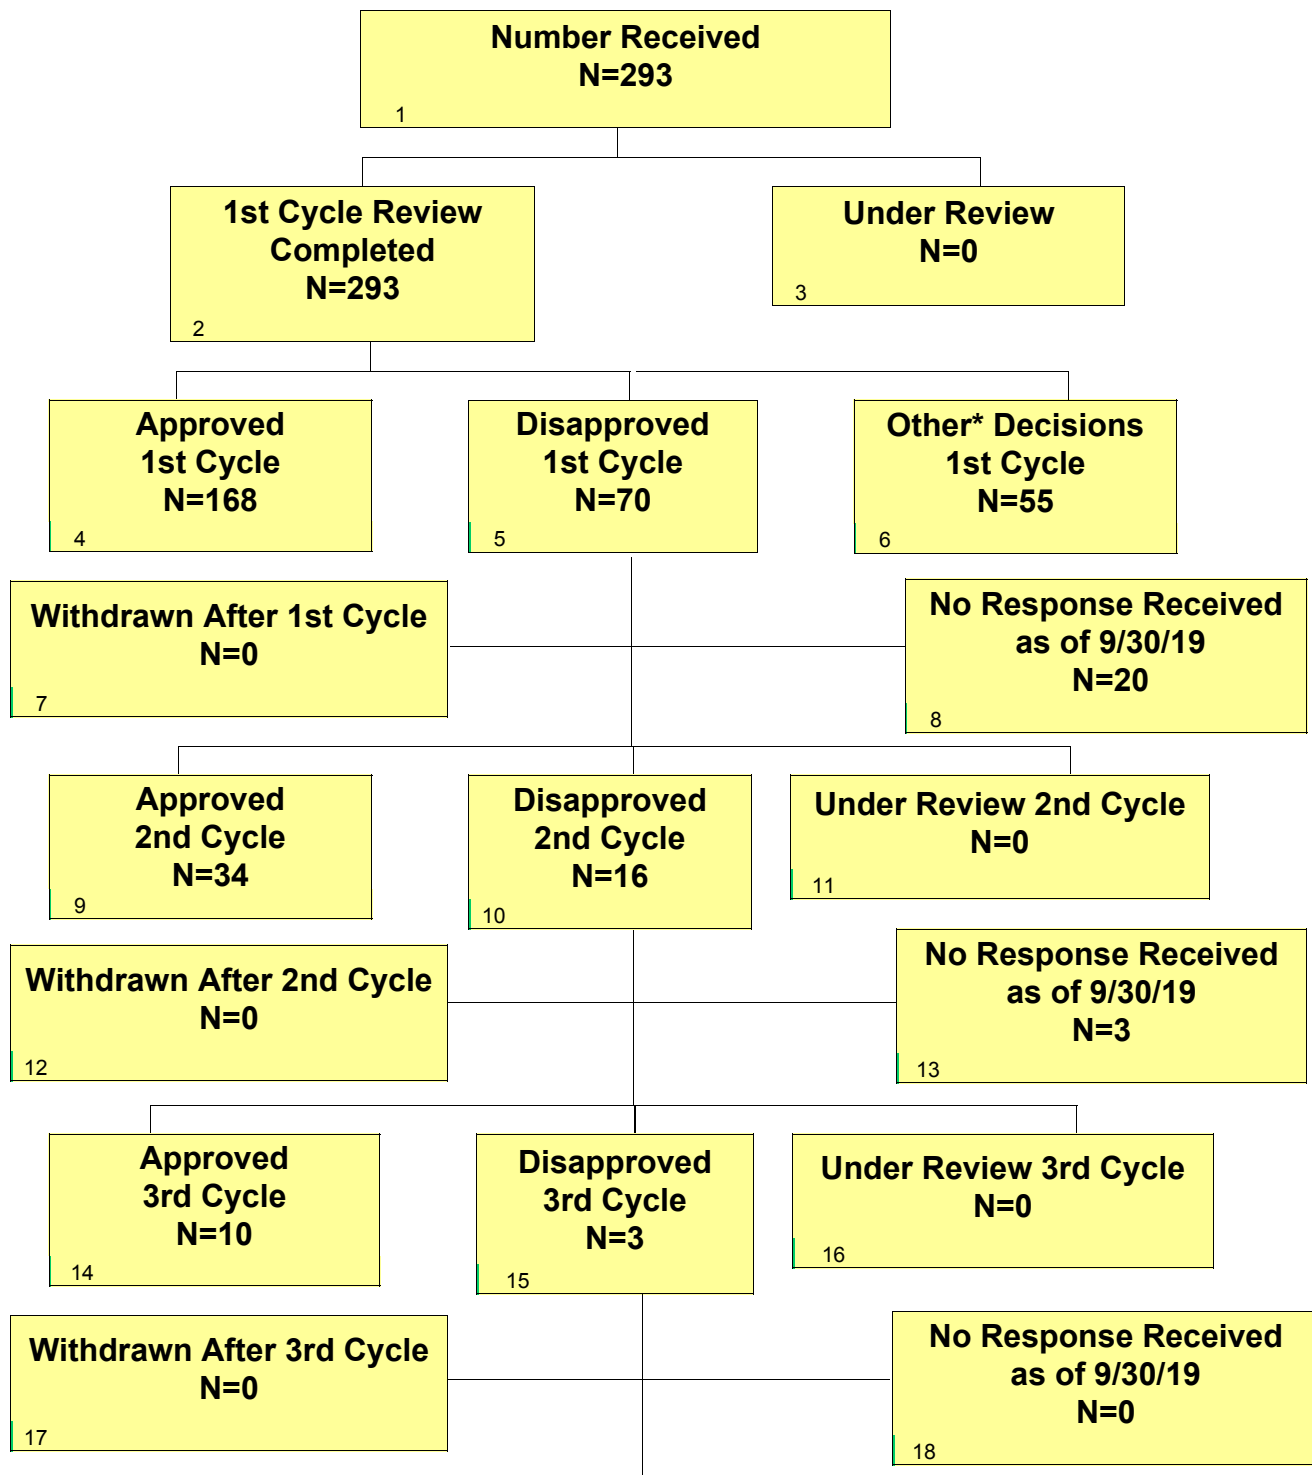 Number Received
N=293
1
1st Cycle Review
Completed
N=293
2
Under Review
N=0
3
Approved
1st Cycle
N=168
4
Disapproved
1st Cycle
N=70
5
Other* Decisions
1st Cycle
N=55
6
Withdrawn After 1st Cycle
N=0
7
No Response Received
as of 9/30/19
N=20
8
Approved
2nd Cycle
N=34
9
Disapproved
2nd Cycle
N=16
10
Under Review 2nd Cycle
N=0
11
Withdrawn After 2nd Cycle
N=0
12
No Response Received
as of 9/30/19
N=3
13
Approved
3rd Cycle
N=10
14
Disapproved
3rd Cycle
N=3
15
Under Review 3rd Cycle
N=0
16
Withdrawn After 3rd Cycle
N=0
17
No Response Received
as of 9/30/19
N=0
18